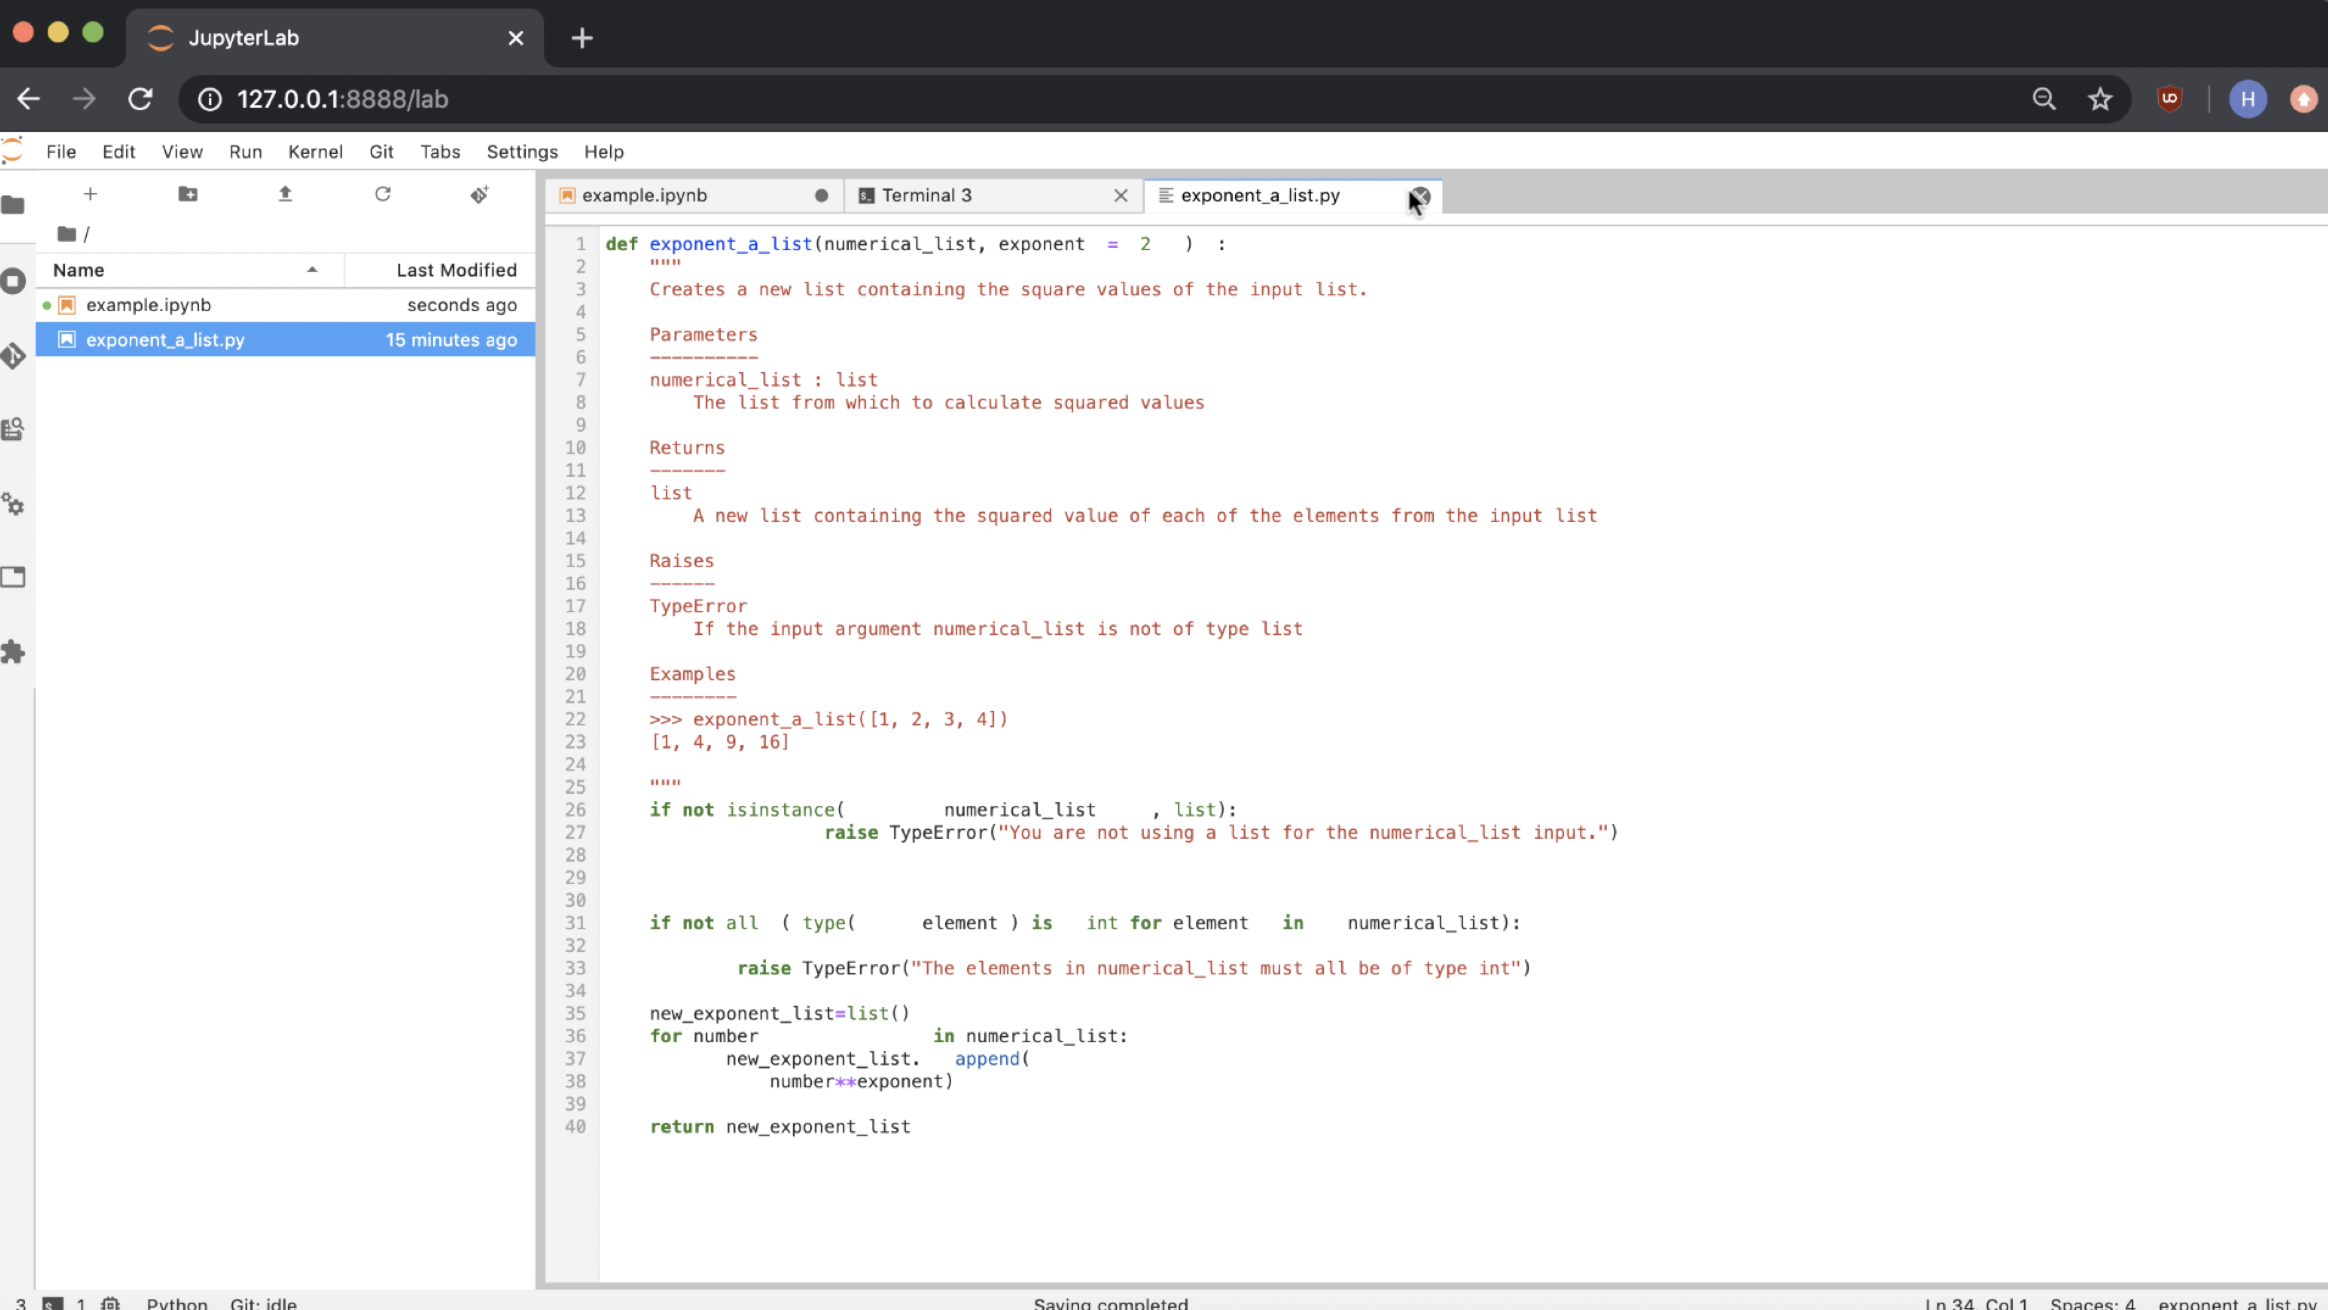 JupyterLab
127.0.0.1:8888/lab
H
File Edit View Run Kernel Git Tabs Settings Help
example.ipynb Terminal 3 exponent_a_list.py
/
Name Last Modified
example.ipynb seconds ago
exponent_a_list.py 15 minutes ago
1 def exponent_a_list(numerical_list, exponent  =  2   )  :
2     """
3     Creates a new list containing the square values of the input list.
4
5     Parameters
6     ----------
7     numerical_list : list
8         The list from which to calculate squared values
9
10     Returns
11     -------
12     list
13         A new list containing the squared value of each of the elements from the input list
14
15     Raises
16     ------
17     TypeError
18         If the input argument numerical_list is not of type list
19
20     Examples
21     --------
22     >>> exponent_a_list([1, 2, 3, 4])
23     [1, 4, 9, 16]
24
25     """
26     if not isinstance(         numerical_list     , list):
27                     raise TypeError("You are not using a list for the numerical_list input.")
28
29
30
31     if not all  ( type(      element ) is   int for element   in    numerical_list):
32
33             raise TypeError("The elements in numerical_list must all be of type int")
34
35     new_exponent_list=list()
36     for number                in numerical_list:
37            new_exponent_list.   append(
38                number**exponent)
39
40     return new_exponent_list
3 1 Python Git: idle Saving completed Ln 34, Col 1 Spaces: 4 exponent_a_list.py